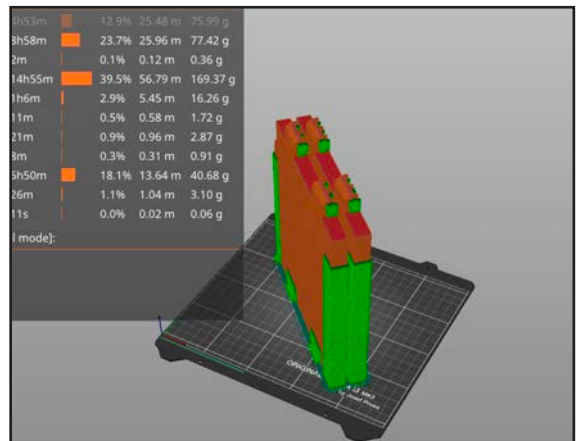 4h53m 12.9% 25.48 m 75.99 g
8h58m 23.7% 25.96 m 77.42 g
2m 0.1% 0.12 m 0.36 g
14h55m 39.5% 56.79 m 169.37 g
1h6m 2.9% 5.45 m 16.26 g
11m 0.5% 0.58 m 1.72 g
21m 0.9% 0.96 m 2.87 g
8m 0.3% 0.31 m 0.91 g
6h50m 18.1% 13.64 m 40.68 g
26m 1.1% 1.04 m 3.10 g
11s 0.0% 0.02 m 0.06 g
l mode]:
ORIGINAL MK3
by Josef Prusa